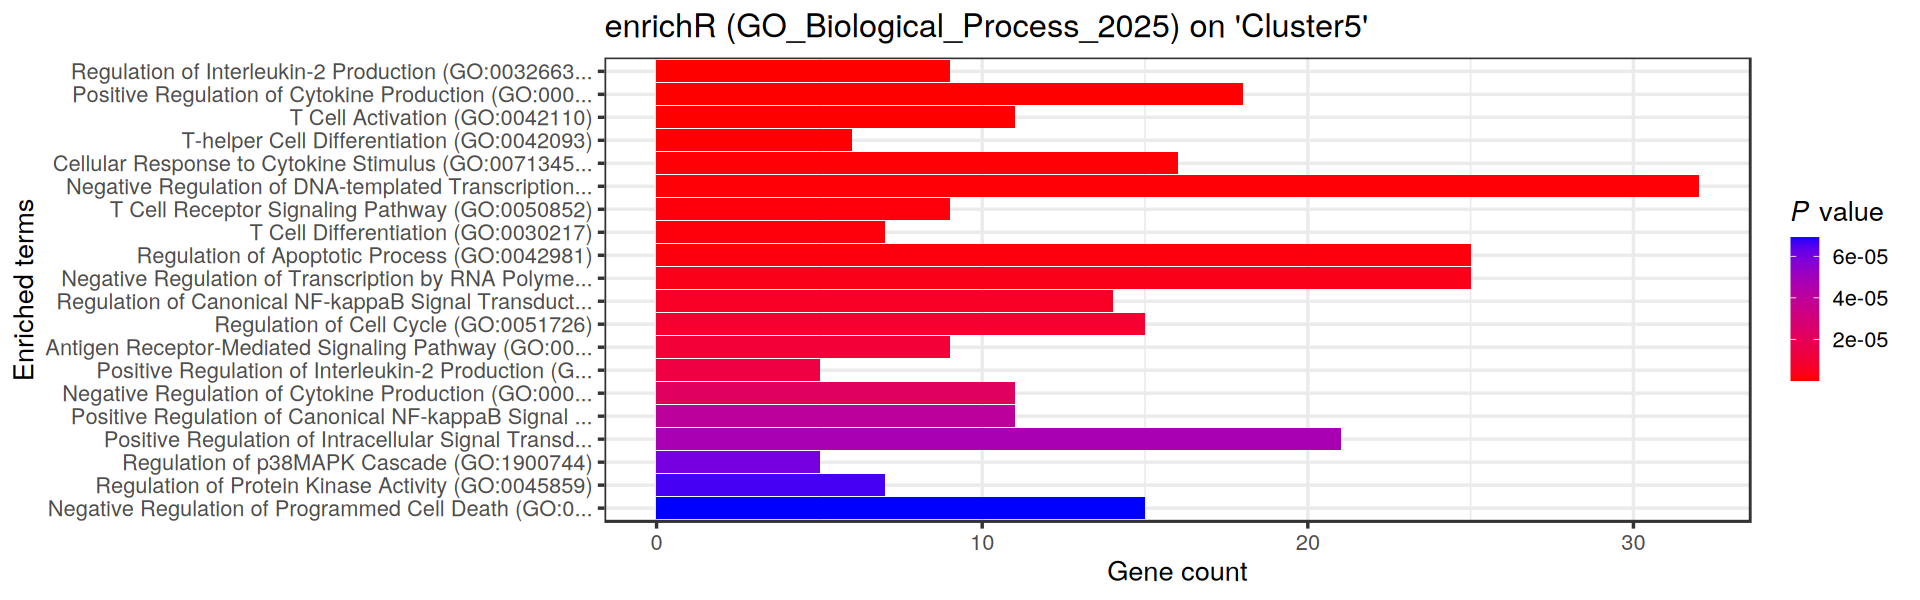 enrichR (GO_Biological_Process_2025) on 'Cluster5'
Regulation of Interleukin-2 Production (GO:0032663...
Positive Regulation of Cytokine Production (GO:000...
T Cell Activation (GO:0042110)
T-helper Cell Differentiation (GO:0042093)
Cellular Response to Cytokine Stimulus (GO:0071345...
Negative Regulation of DNA-templated Transcription...
T Cell Receptor Signaling Pathway (GO:0050852)
T Cell Differentiation (GO:0030217)
Regulation of Apoptotic Process (GO:0042981)
Negative Regulation of Transcription by RNA Polyme...
Regulation of Canonical NF-kappaB Signal Transduct...
Regulation of Cell Cycle (GO:0051726)
Antigen Receptor-Mediated Signaling Pathway (GO:00...
Positive Regulation of Interleukin-2 Production (G...
Negative Regulation of Cytokine Production (GO:000...
Positive Regulation of Canonical NF-kappaB Signal ...
Positive Regulation of Intracellular Signal Transd...
Regulation of p38MAPK Cascade (GO:1900744)
Regulation of Protein Kinase Activity (GO:0045859)
Negative Regulation of Programmed Cell Death (GO:0...
Enriched terms
0 10 20 30
Gene count
P value
6e-05
4e-05
2e-05